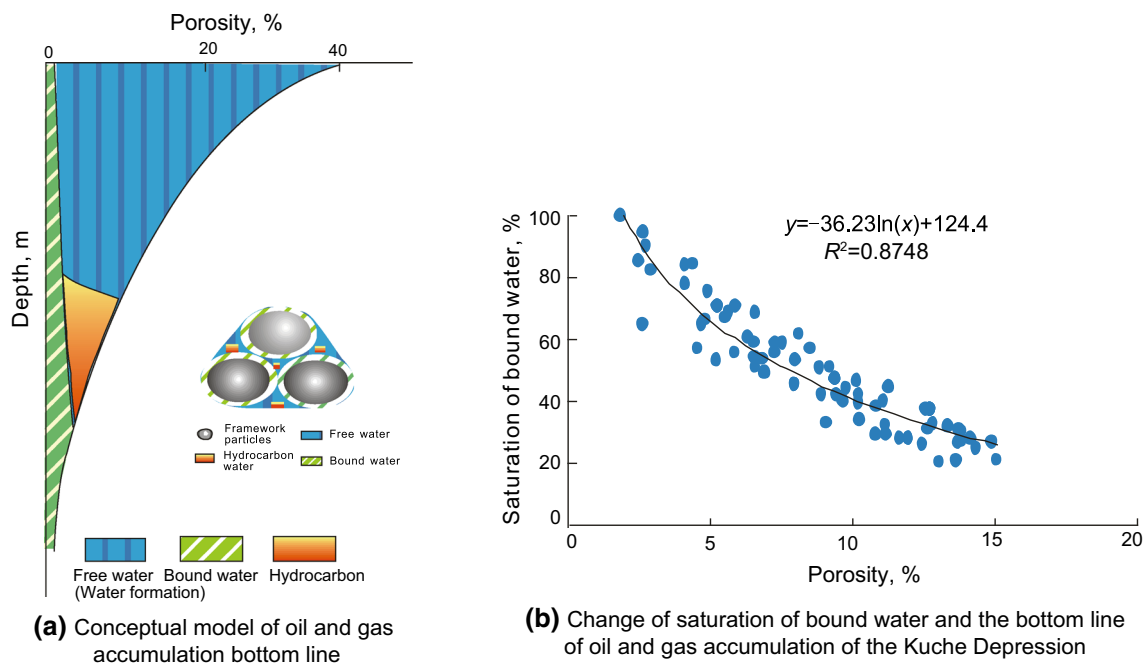 Porosity, %
0
20
40
Depth, m
Framework
particles
Free water
Hydrocarbon
water
Bound water
Free water
(Water formation)
Bound water
Hydrocarbon
(a) Conceptual model of oil and gas
accumulation bottom line
Saturation of bound water, %
100
80
60
40
20
0
y=−36.23ln(x)+124.4
R²=0.8748
0
5
10
15
20
Porosity, %
(b) Change of saturation of bound water and the bottom line
of oil and gas accumulation of the Kuche Depression